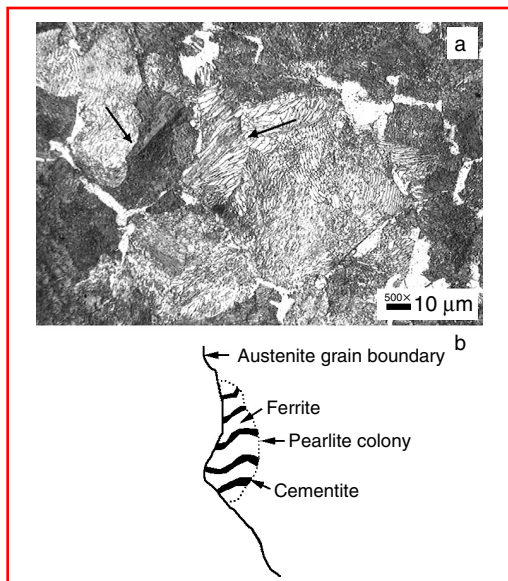 a
500× 10 µm
b
Austenite grain boundary
Ferrite
Pearlite colony
Cementite